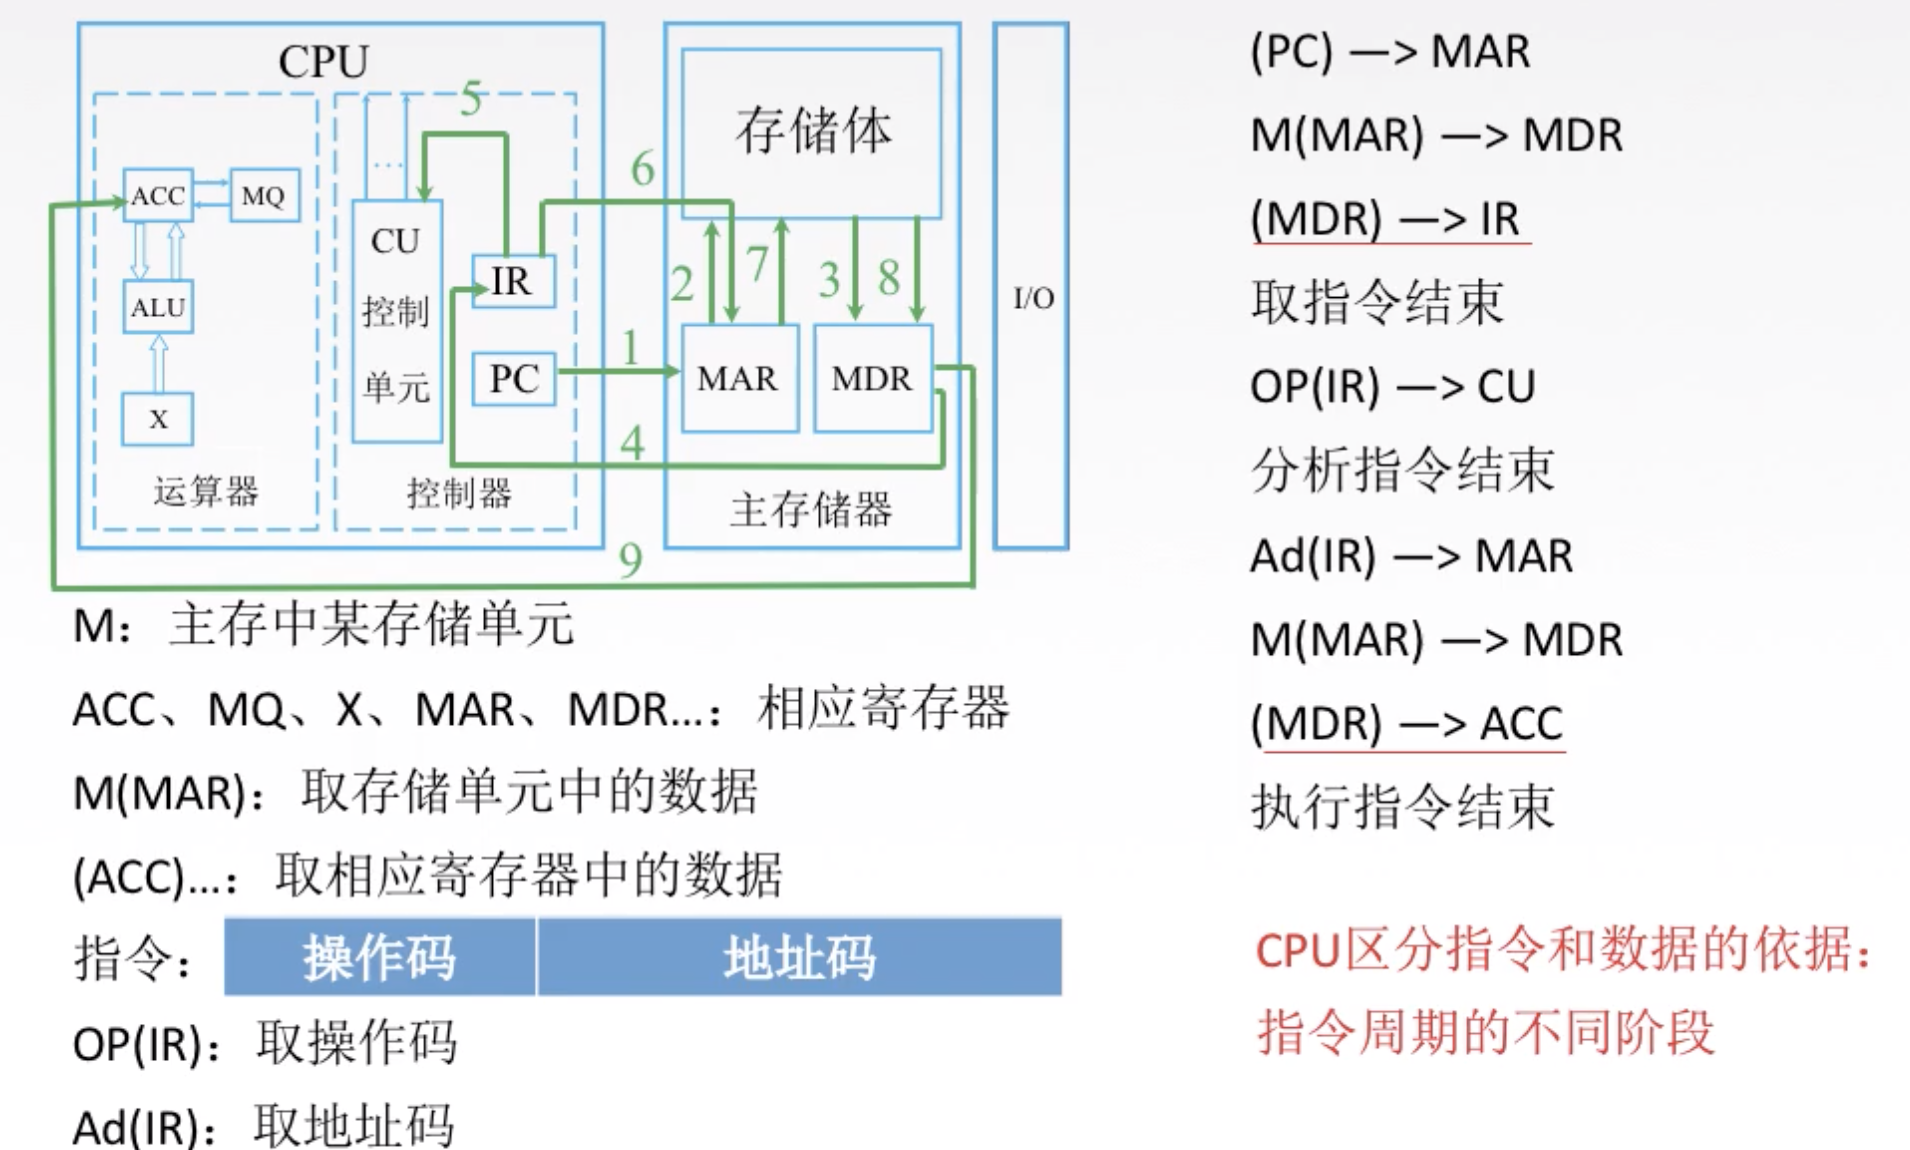 CPU
5
ACC
MQ
ALU
X
运算器
...
CU
控制
单元
IR
PC
控制器
6
1
4
9
存储体
2
7
3
8
MAR
MDR
主存储器
I/O
M：主存中某存储单元
ACC、MQ、X、MAR、MDR...：相应寄存器
M(MAR)：取存储单元中的数据
(ACC)...：取相应寄存器中的数据
指令：操作码 地址码
OP(IR)：取操作码
Ad(IR)：取地址码
(PC) —> MAR
M(MAR) —> MDR
(MDR) —> IR
取指令结束
OP(IR) —> CU
分析指令结束
Ad(IR) —> MAR
M(MAR) —> MDR
(MDR) —> ACC
执行指令结束
CPU区分指令和数据的依据：
指令周期的不同阶段